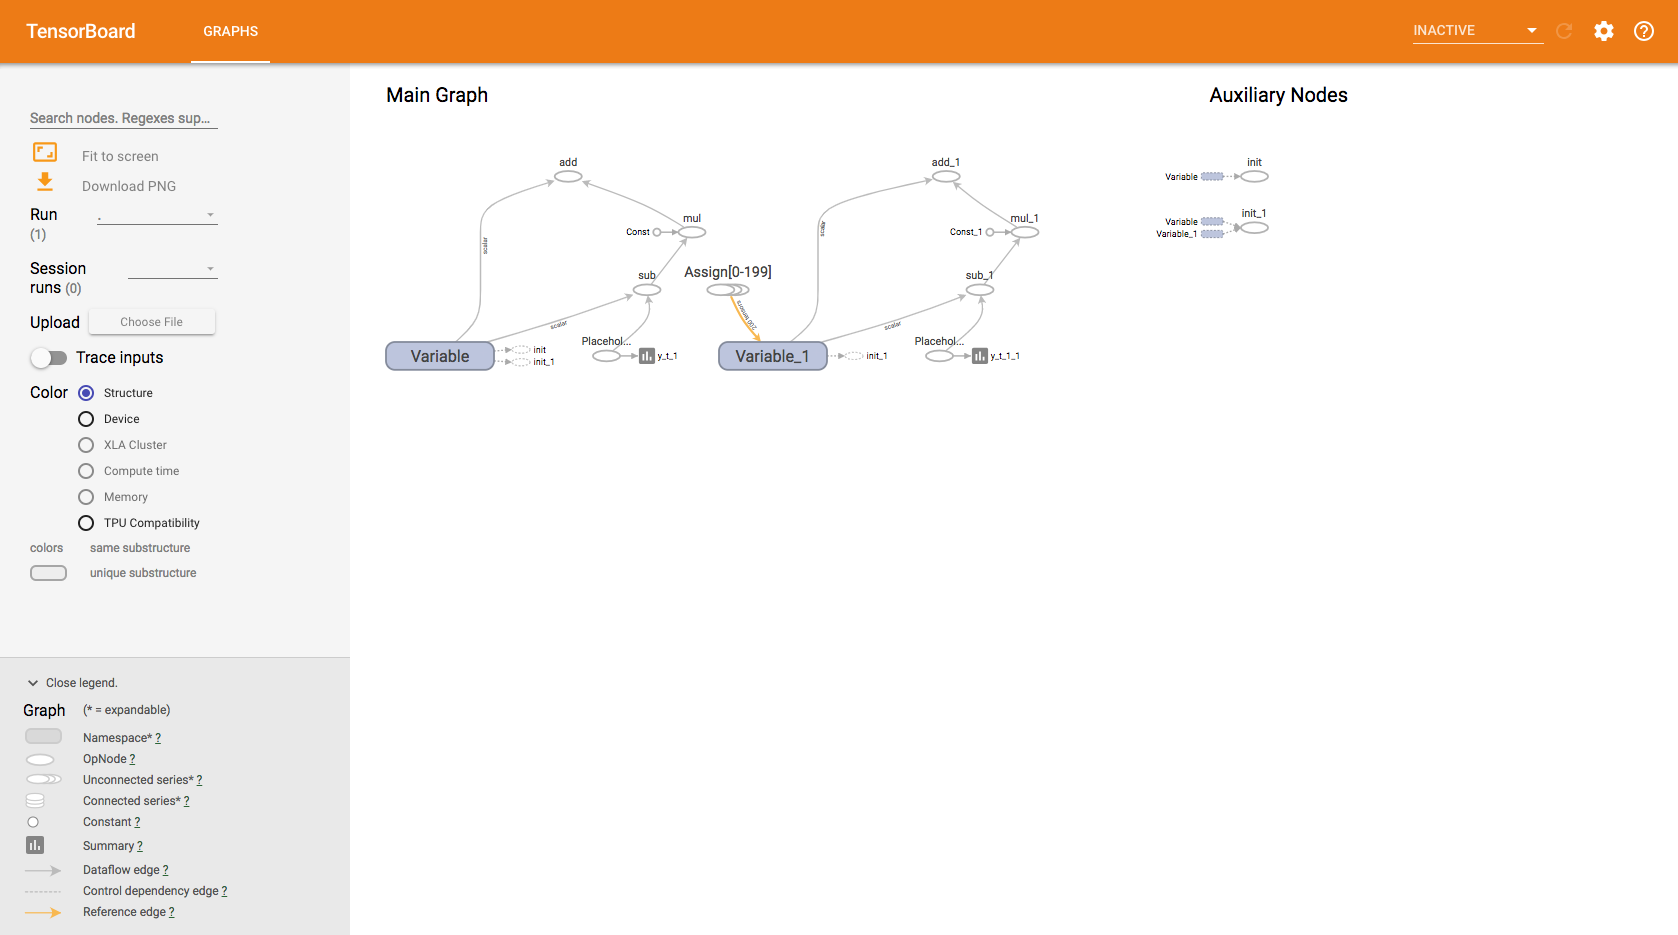 TensorBoard
GRAPHS
INACTIVE
Search nodes. Regexes sup...
Fit to screen
Download PNG
Run
(1)
.
Session
runs (0)
Upload
Choose File
Trace inputs
Color
Structure
Device
XLA Cluster
Compute time
Memory
TPU Compatibility
colors
same substructure
unique substructure
Close legend.
Graph
(* = expandable)
Namespace* ?
OpNode ?
Unconnected series* ?
Connected series* ?
Constant ?
Summary ?
Dataflow edge ?
Control dependency edge ?
Reference edge ?
Main Graph
add
mul
Const
scalar
sub
scalar
Variable
init
init_1
Placehol...
y_t_1
Assign[0-199]
200 tensors
add_1
mul_1
Const_1
scalar
sub_1
scalar
Variable_1
init_1
Placehol...
y_t_1_1
Auxiliary Nodes
init
Variable
init_1
Variable
Variable_1